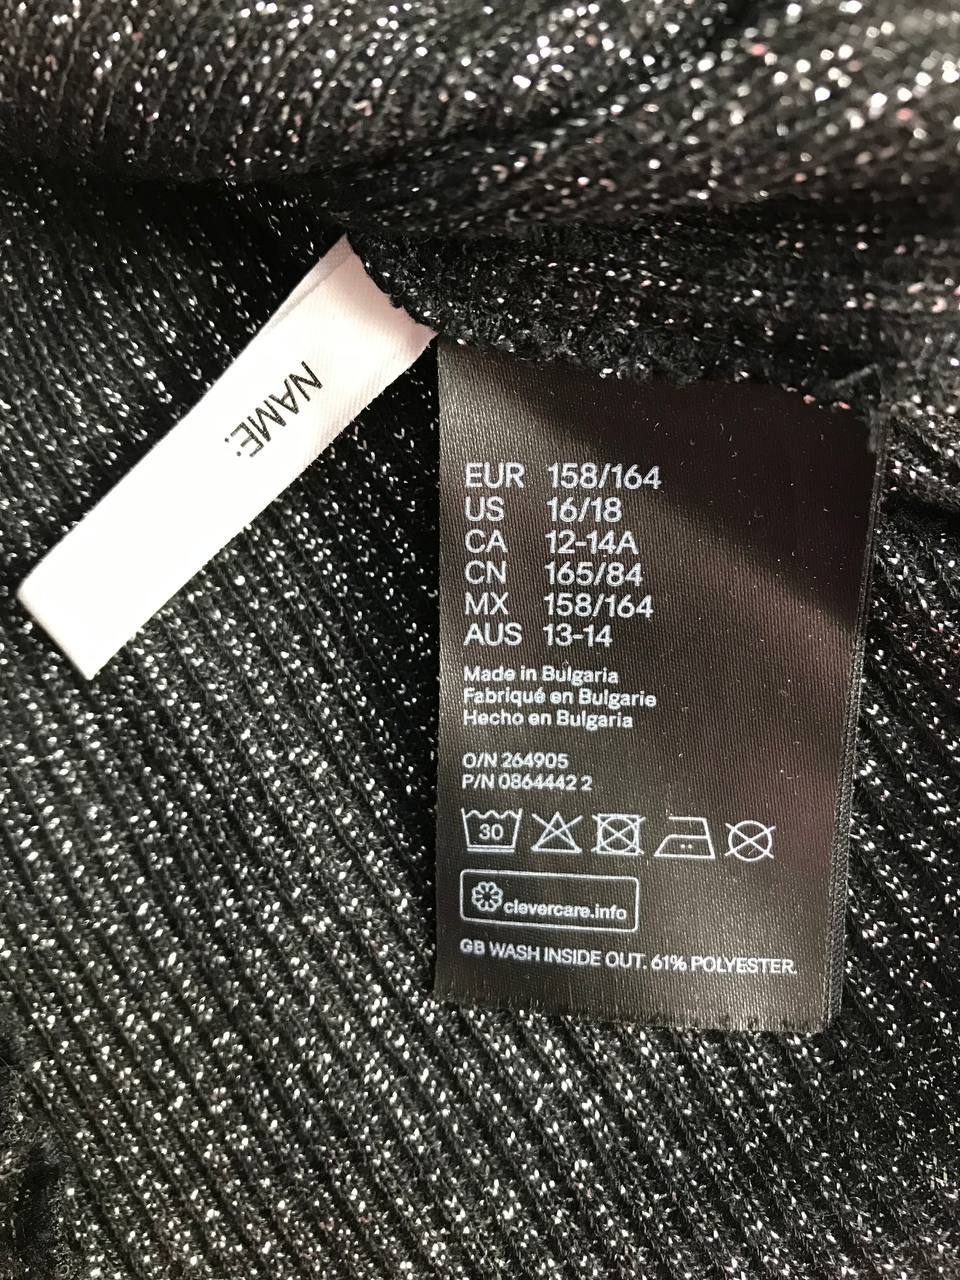 NAME:
EUR 158/164
US 16/18
CA 12-14A
CN 165/84
MX 158/164
AUS 13-14
Made in Bulgaria
Fabriqué en Bulgarie
Hecho en Bulgaria
O/N 264905
P/N 0864442 2
30
clevercare.info
GB WASH INSIDE OUT. 61% POLYESTER.